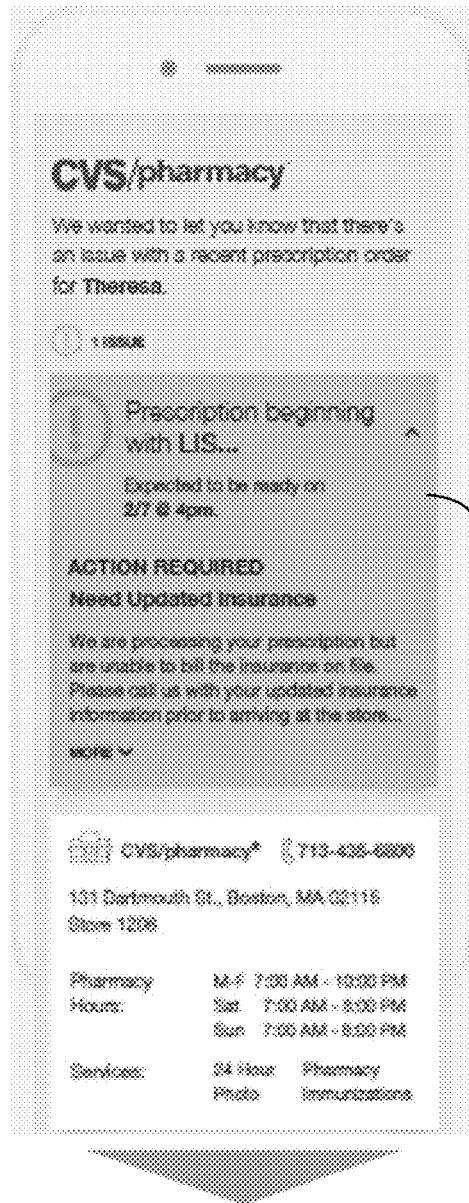 CVS/pharmacy
We wanted to let you know that there's
an issue with a recent prescription order
for Theresa.
1 ISSUE
Prescription beginning
with LIS...
Expected to be ready on
2/7 @ 4pm.
ACTION REQUIRED
Need Updated Insurance
We are processing your prescription but
are unable to bill the insurance on file.
Please call us with your updated insurance
information prior to arriving at the store...
MORE
CVS/pharmacy® 713-436-6800
131 Dartmouth St., Boston, MA 02116
Store 1206
Pharmacy M-F 7:00 AM - 10:00 PM
Hours: Sat 7:00 AM - 8:00 PM
Sun 7:00 AM - 8:00 PM
Services: 24 Hour Pharmacy
Photo Immunizations